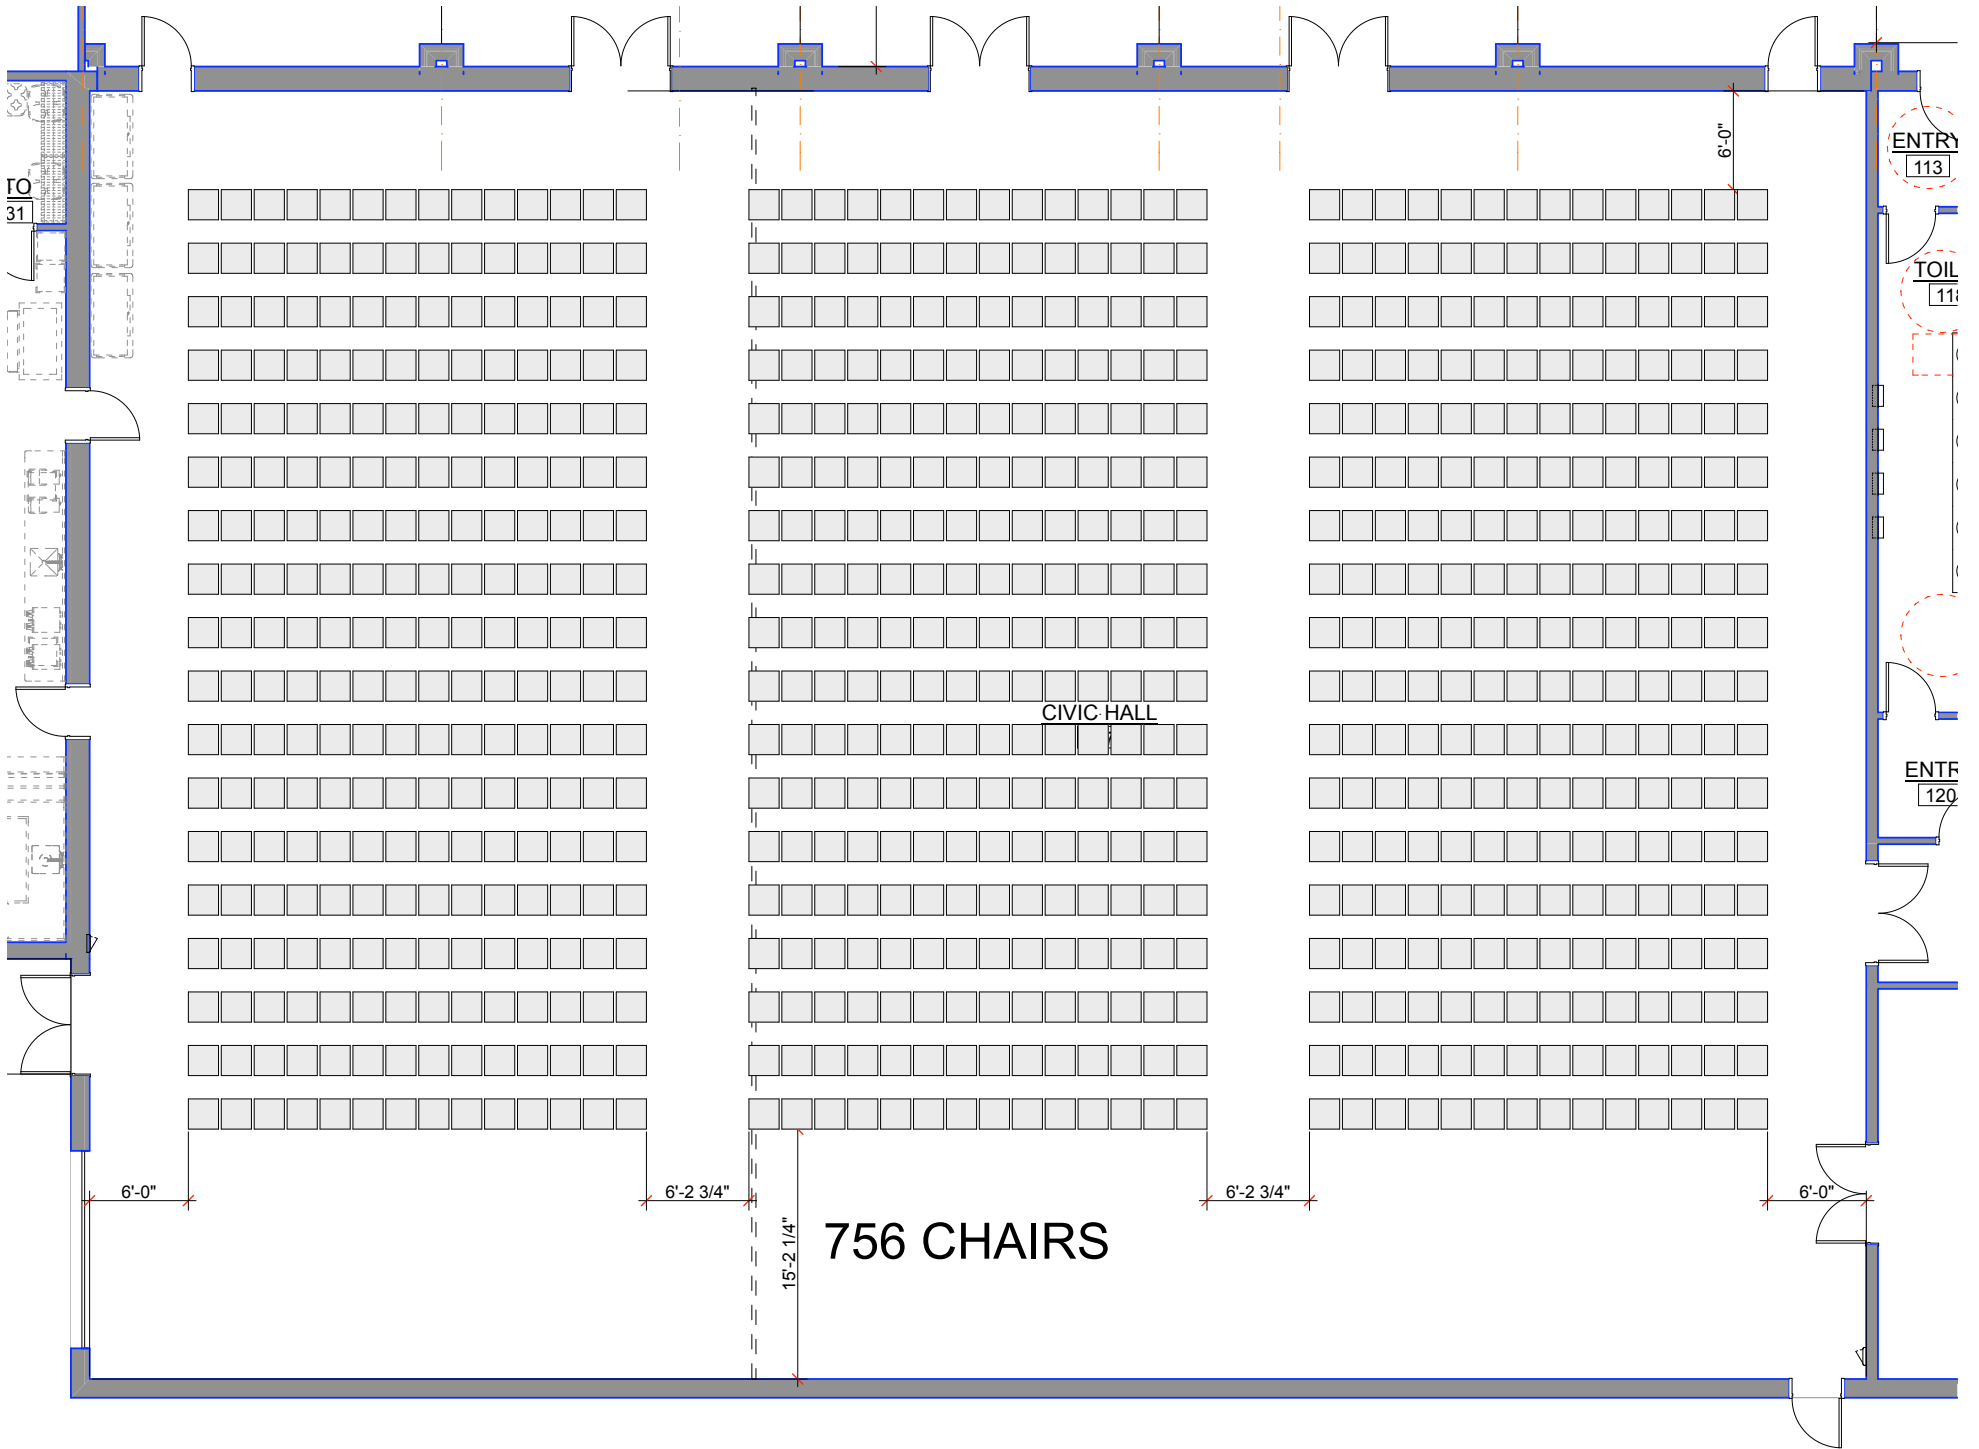 ENTRY
113
6'-0"
TO
31
TOIL
118
CIVIC HALL
ENTR
120
6'-0"
6'-2 3/4"
6'-2 3/4"
6'-0"
756 CHAIRS
15'-2 1/4"